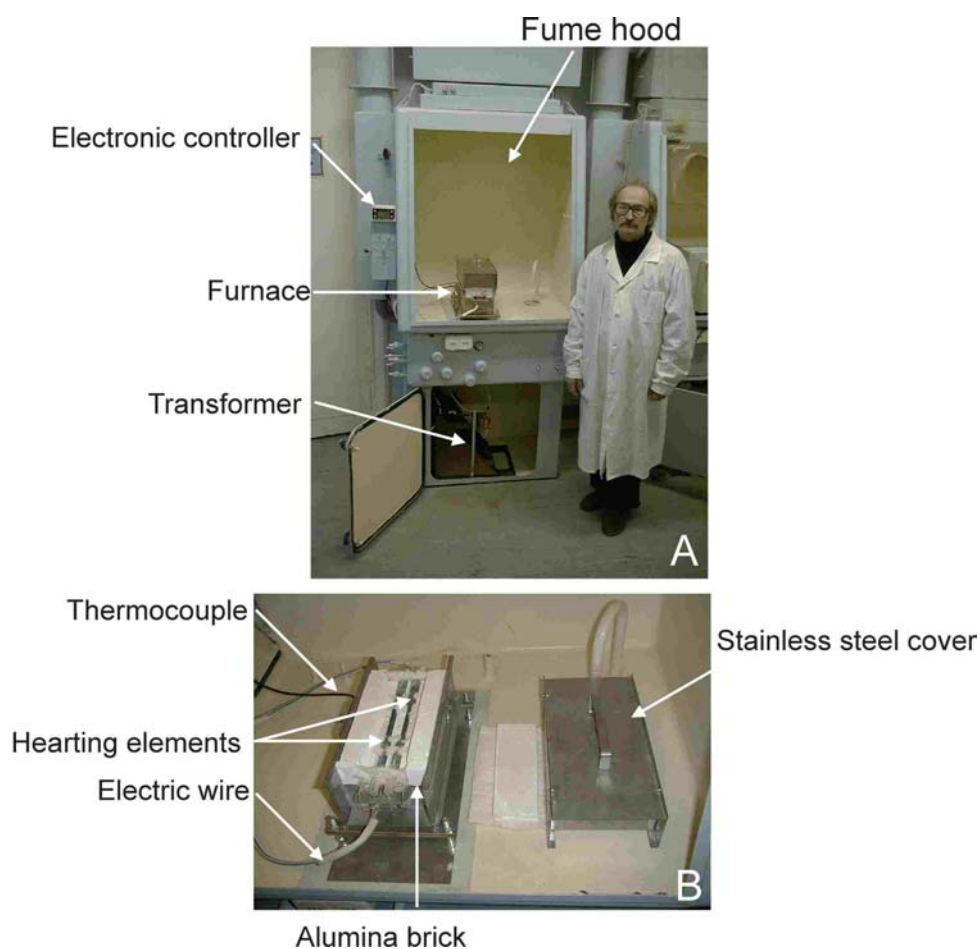 Fume hood
Electronic controller
Furnace
Transformer
A
Thermocouple
Stainless steel cover
Hearting elements
Electric wire
B
Alumina brick